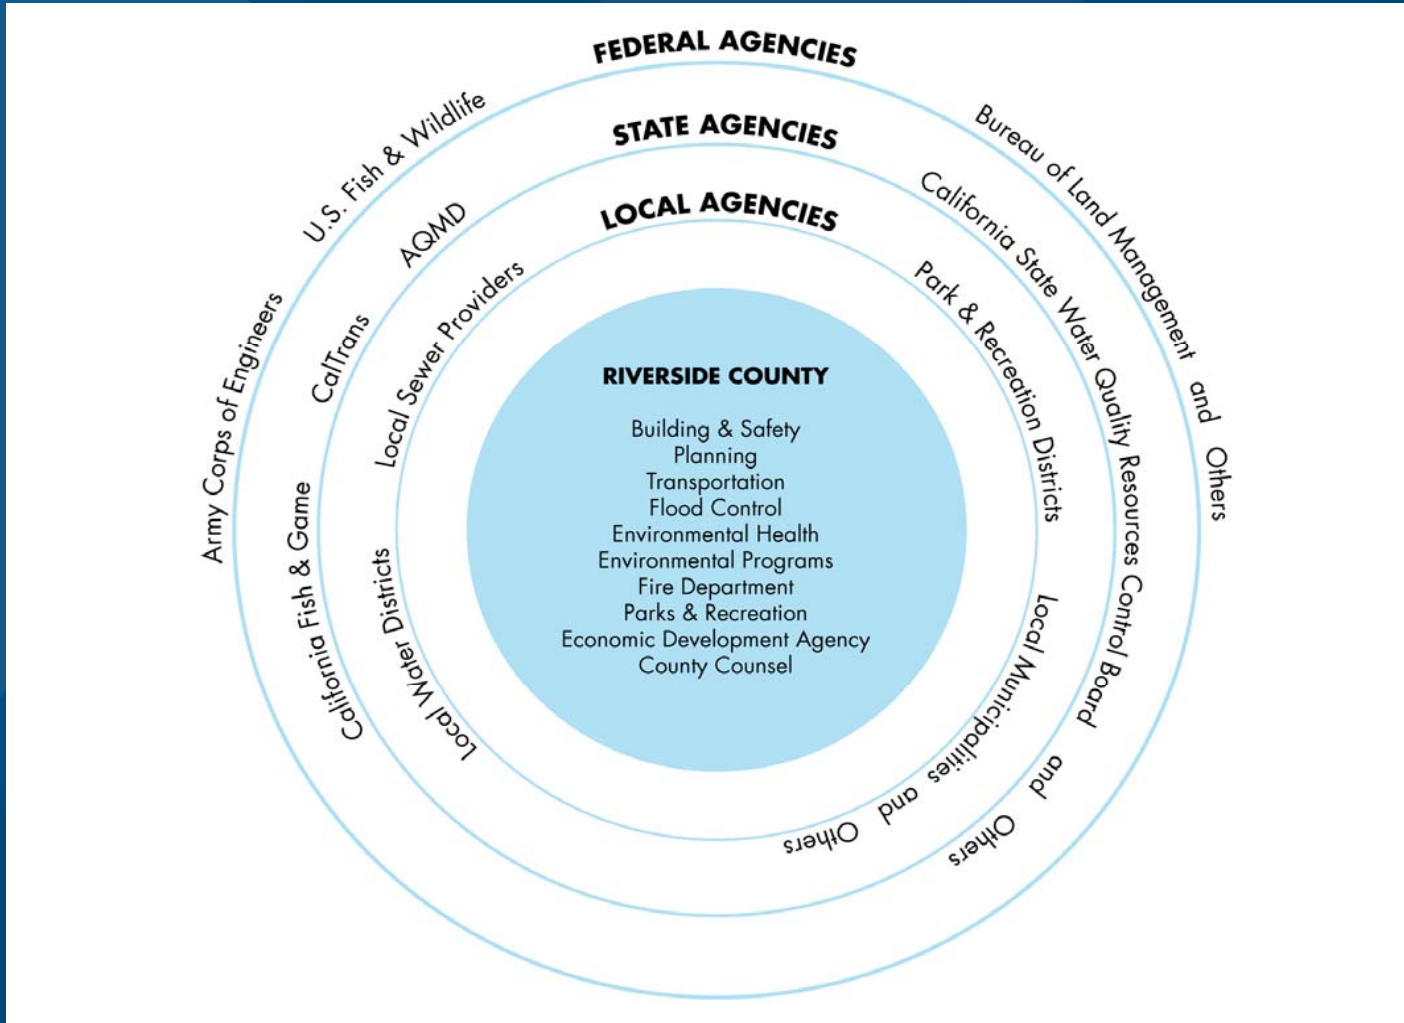 FEDERAL AGENCIES
Army Corps of Engineers
U.S. Fish & Wildlife
Bureau of Land Management and Others
STATE AGENCIES
California Fish & Game
CalTrans
AQMD
California State Water Quality Resources Control Board and Others
LOCAL AGENCIES
Local Water Districts
Local Sewer Providers
Park & Recreation Districts
Local Municipalities and Others
RIVERSIDE COUNTY
Building & Safety
Planning
Transportation
Flood Control
Environmental Health
Environmental Programs
Fire Department
Parks & Recreation
Economic Development Agency
County Counsel